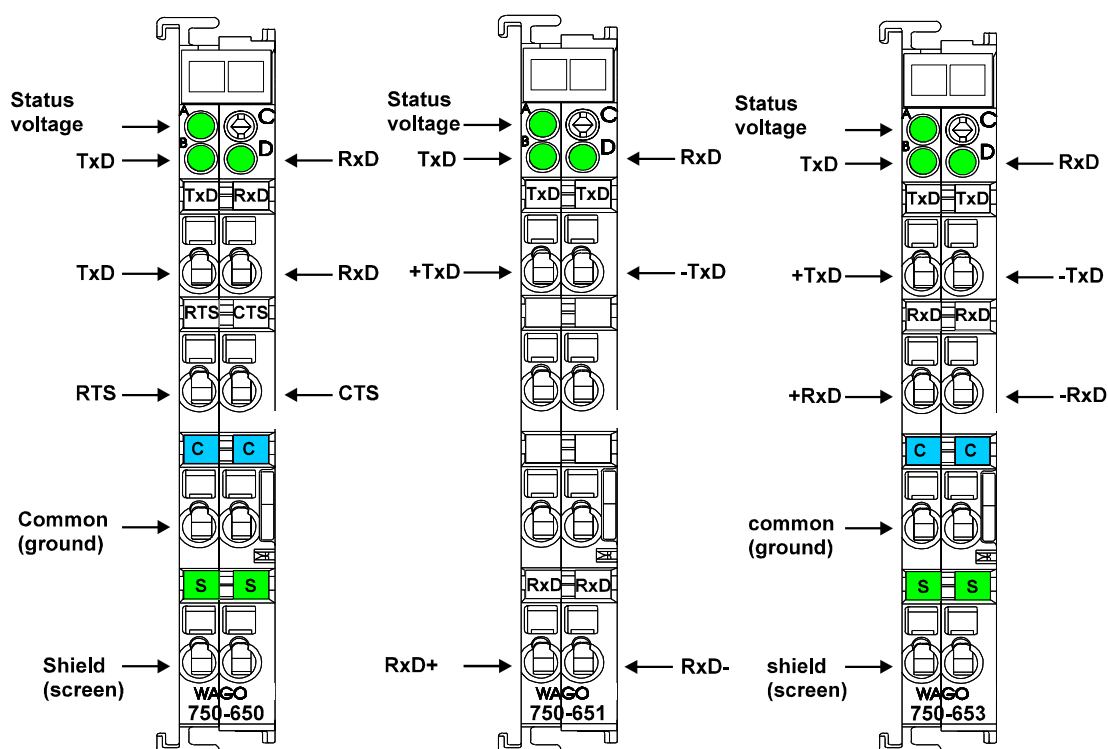 Status
voltage
TxD
RxD
A
B
C
D
TxD RxD
TxD
RxD
RTS CTS
RTS
CTS
C C
Common
(ground)
S S
Shield
(screen)
WAGO
750-650
Status
voltage
TxD
RxD
A
B
C
D
TxD TxD
+TxD
-TxD
RxD RxD
RxD+
RxD-
WAGO
750-651
Status
voltage
TxD
RxD
A
B
C
D
TxD TxD
+TxD
-TxD
RxD RxD
+RxD
-RxD
C C
common
(ground)
S S
shield
(screen)
WAGO
750-653